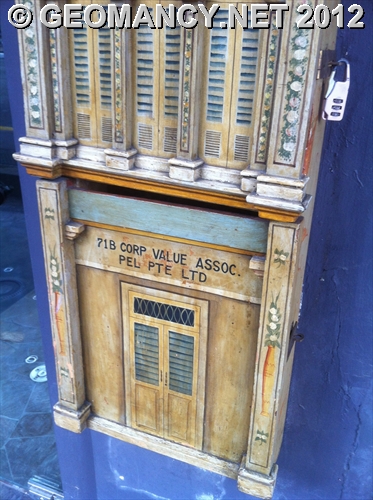 © GEOMANCY.NET 2012
71B CORP VALUE ASSOC.
PEL PTE LTD